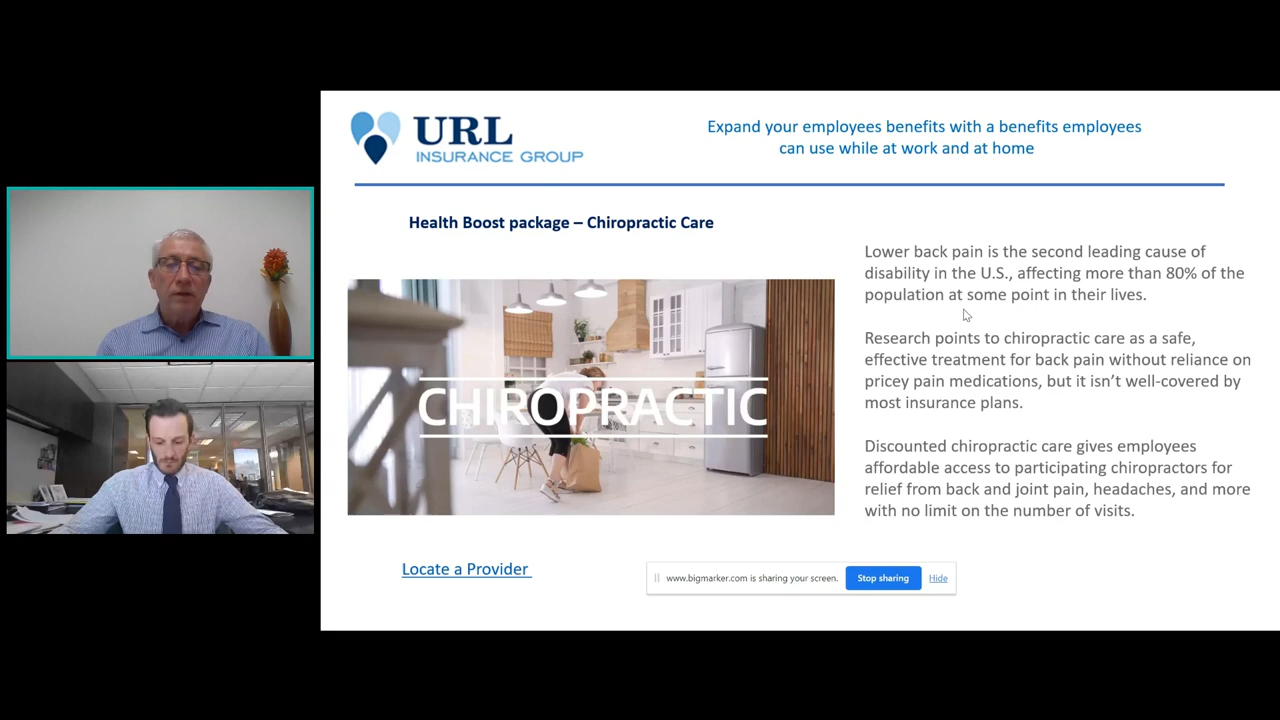 URL
INSURANCE GROUP
Expand your employees benefits with a benefits employees
can use while at work and at home
Health Boost package – Chiropractic Care
CHIROPRACTIC
Lower back pain is the second leading cause of
disability in the U.S., affecting more than 80% of the
population at some point in their lives.
Research points to chiropractic care as a safe,
effective treatment for back pain without reliance on
pricey pain medications, but it isn’t well-covered by
most insurance plans.
Discounted chiropractic care gives employees
affordable access to participating chiropractors for
relief from back and joint pain, headaches, and more
with no limit on the number of visits.
Locate a Provider
www.bigmarker.com is sharing your screen. Stop sharing Hide